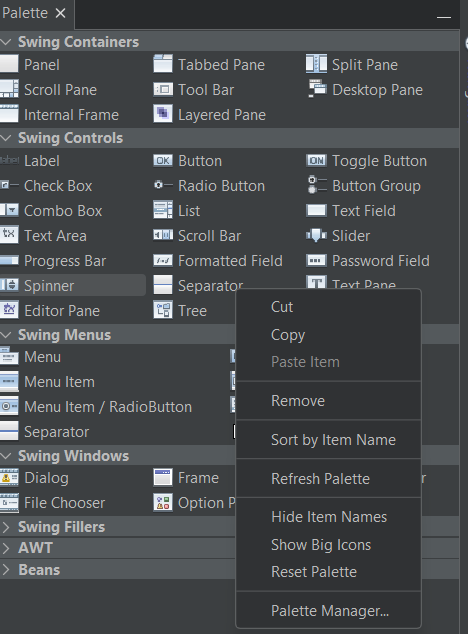 Palette
Swing Containers
Panel Tabbed Pane Split Pane
Scroll Pane Tool Bar Desktop Pane
Internal Frame Layered Pane
Swing Controls
label Label OK Button ON Toggle Button
Check Box Radio Button Button Group
Combo Box List Text Field
Text Area Scroll Bar Slider
Progress Bar Formatted Field Password Field
Spinner Separator Text Pane
Editor Pane Tree
Swing Menus
Menu
Menu Item
Menu Item / RadioButton
Separator
Swing Windows
Dialog Frame
File Chooser Option P
Swing Fillers
AWT
Beans
Cut
Copy
Paste Item
Remove
Sort by Item Name
Refresh Palette
Hide Item Names
Show Big Icons
Reset Palette
Palette Manager...